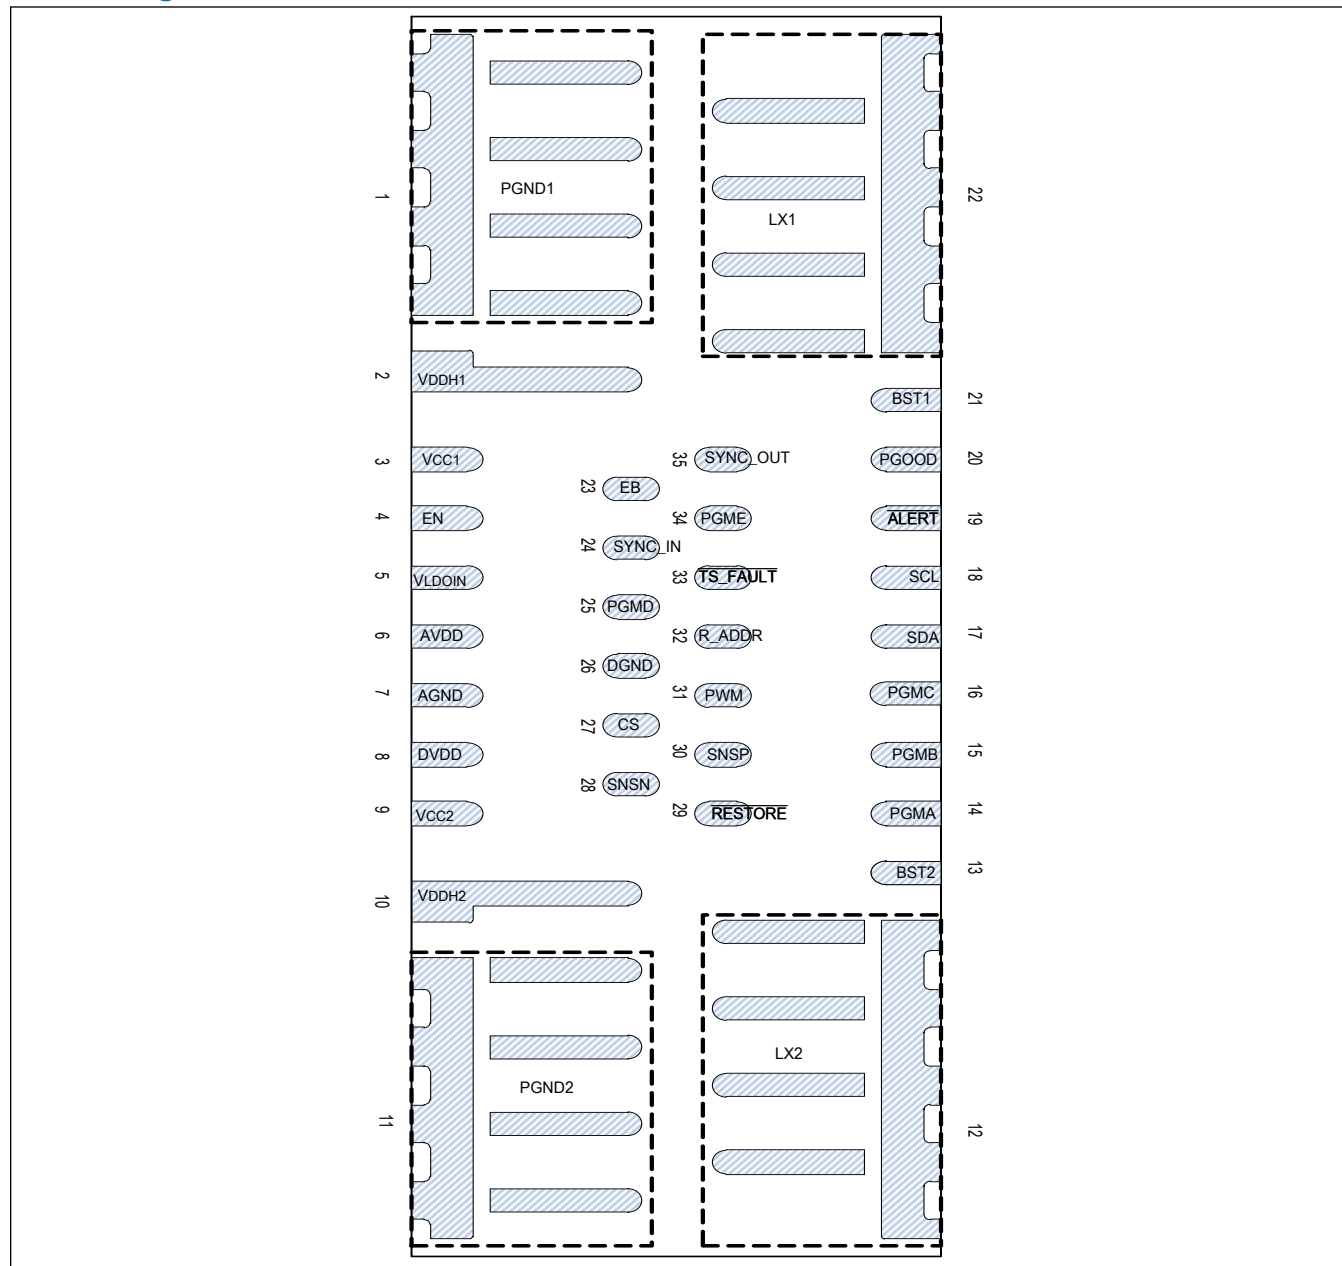 PGND1
LX1
1
22
2
VDDH1
BST1
21
3
VCC1
35
SYNC_OUT
PGOOD
20
23
EB
4
EN
34
PGME
ALERT
19
24
SYNC_IN
5
VLDOIN
33
TS_FAULT
SCL
18
25
PGMD
6
AVDD
32
R_ADDR
SDA
17
26
DGND
7
AGND
31
PWM
PGMC
16
27
CS
8
DVDD
30
SNSP
PGMB
15
28
SNSN
9
VCC2
29
RESTORE
PGMA
14
BST2
13
10
VDDH2
LX2
PGND2
11
12